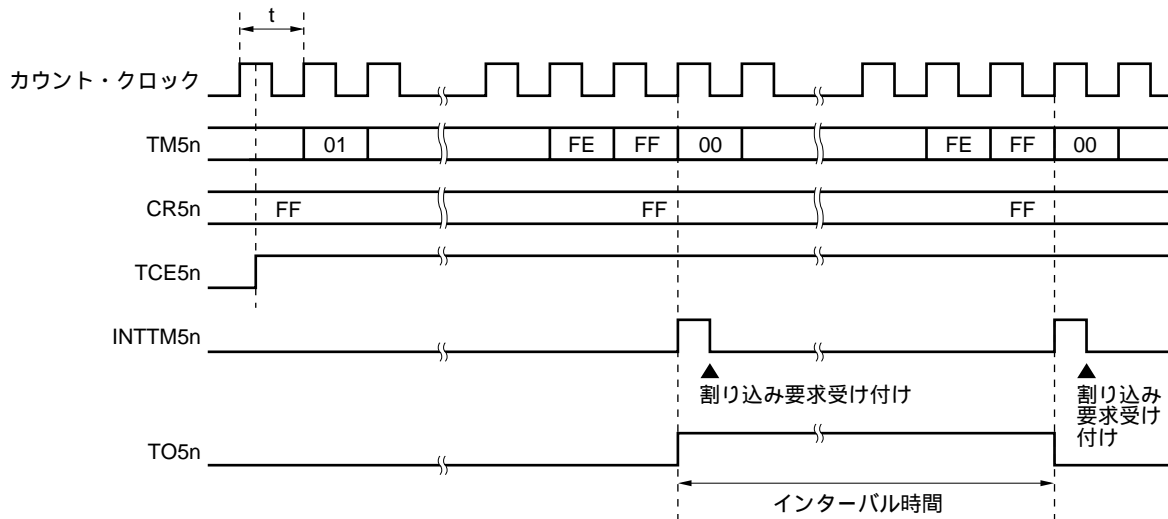 t
カウント・クロック
TM5n 01 FE FF 00 FE FF 00
CR5n FF FF FF
TCE5n
INTTM5n
割り込み要求受け付け
割り込み
要求受け
付け
TO5n
インターバル時間